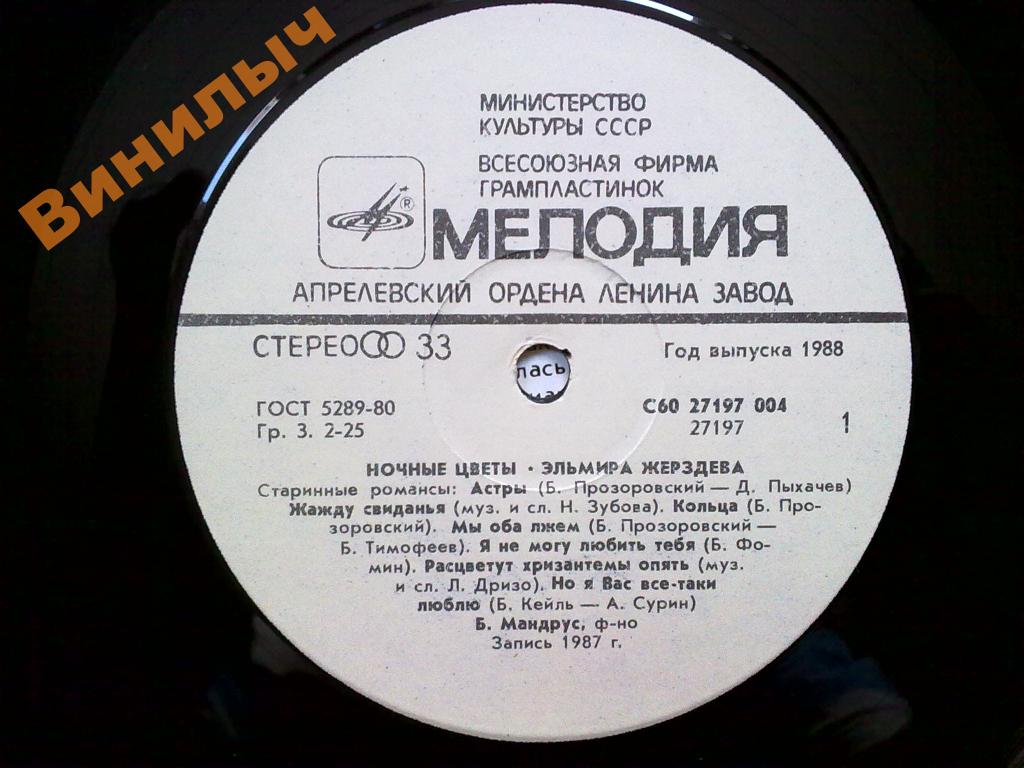 Винилыч
МИНИСТЕРСТВО
КУЛЬТУРЫ СССР
ВСЕСОЮЗНАЯ ФИРМА
ГРАМПЛАСТИНОК
®
МЕЛОДИЯ
АПРЕЛЕВСКИЙ ОРДЕНА ЛЕНИНА ЗАВОД
СТЕРЕО 33
Год выпуска 1988
ГОСТ 5289-80
Гр. 3. 2-25
С60 27197 004
27197
1
лась
НОЧНЫЕ ЦВЕТЫ · ЭЛЬМИРА ЖЕРЗДЕВА
Старинные романсы: Астры (Б. Прозоровский — Д. Пыхачев)
Жажду свиданья (муз. и сл. Н. Зубова). Кольца (Б. Про-
зоровский). Мы оба лжем (Б. Прозоровский —
Б. Тимофеев). Я не могу любить тебя (Б. Фо-
мин). Расцветут хризантемы опять (муз.
и сл. Л. Дризо). Но я Вас все-таки
люблю (Б. Кейль — А. Сурин)
Б. Мандрус, ф-но
Запись 1987 г.